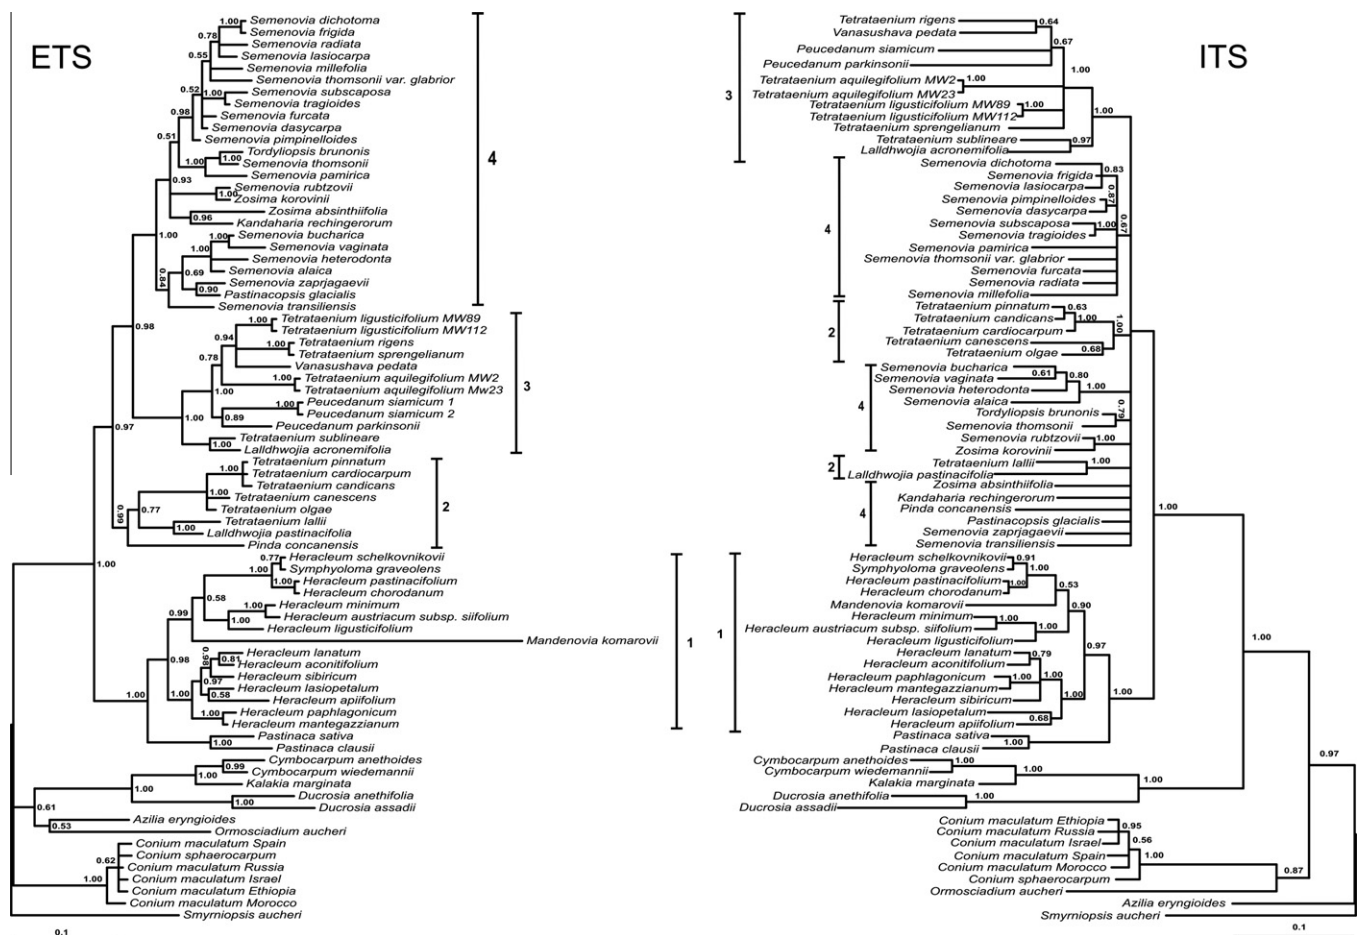 ETS
1.00
Semenovia dichotoma
Semenovia frigida
0.78
Semenovia radiata
0.55
Semenovia lasiocarpa
Semenovia millefolia
Semenovia thomsonii var. glabrior
0.52
1.00
Semenovia subscaposa
Semenovia tragioides
0.98
Semenovia furcata
Semenovia dasycarpa
0.51
Semenovia pimpinelloides
Tordyliopsis brunonis
1.00
1.00
Semenovia thomsonii
Semenovia pamirica
0.93
Semenovia rubtzovii
1.00
Zosima korovinii
Zosima absinthiifolia
0.96
Kandaharia rechingerorum
1.00
1.00
Semenovia bucharica
1.00
Semenovia vaginata
Semenovia heterodonta
0.69
Semenovia alaica
0.84
Semenovia zaprjagaevii
0.90
Pastinacopsis glacialis
Semenovia transiliensis
4
0.98
1.00
Tetrataenium ligusticifolium MW89
Tetrataenium ligusticifolium MW112
0.94
1.00
Tetrataenium rigens
Tetrataenium sprengelianum
0.78
Vanasushava pedata
1.00
Tetrataenium aquilegifolium MW2
Tetrataenium aquilegifolium Mw23
1.00
1.00
Peucedanum siamicum 1
0.89
Peucedanum siamicum 2
1.00
Peucedanum parkinsonii
Tetrataenium sublineare
1.00
Lalldhwojia acronemifolia
3
0.97
Tetrataenium pinnatum
1.00
Tetrataenium cardiocarpum
Tetrataenium candicans
Tetrataenium canescens
0.77
Tetrataenium olgae
0.99
Tetrataenium lallii
1.00
Lalldhwojia pastinacifolia
Pinda concanensis
2
1.00
0.77
Heracleum schelkovnikovii
Symphyoloma graveolens
1.00
Heracleum pastinacifolium
Heracleum chorodanum
0.58
1.00
Heracleum minimum
0.99
1.00
Heracleum austriacum subsp. siifolium
Heracleum ligusticifolium
Mandenovia komarovii
0.98
0.98
0.81
Heracleum lanatum
Heracleum aconitifolium
Heracleum sibiricum
0.97
Heracleum lasiopetalum
1.00
1.00
0.58
Heracleum apiifolium
1.00
Heracleum paphlagonicum
Heracleum mantegazzianum
Pastinaca sativa
1.00
Pastinaca clausii
1
Cymbocarpum anethoides
0.99
1.00
Cymbocarpum wiedemannii
Kalakia marginata
Ducrosia anethifolia
1.00
Ducrosia assadii
0.61
Azilia eryngioides
0.53
Ormosciadium aucheri
Conium maculatum Spain
Conium sphaerocarpum
0.62
Conium maculatum Russia
1.00
Conium maculatum Israel
Conium maculatum Ethiopia
Conium maculatum Morocco
Smyrniopsis aucheri
0.1
ITS
Tetrataenium rigens
0.64
Vanasushava pedata
0.67
Peucedanum siamicum
Peucedanum parkinsonii
1.00
Tetrataenium aquilegifolium MW2
1.00
Tetrataenium aquilegifolium MW23
Tetrataenium ligusticifolium MW89
1.00
1.00
Tetrataenium ligusticifolium MW112
Tetrataenium sprengelianum
Tetrataenium sublineare
0.97
Lalldhwojia acronemifolia
3
Semenovia dichotoma
0.83
Semenovia frigida
Semenovia lasiocarpa
0.87
Semenovia pimpinelloides
Semenovia dasycarpa
Semenovia subscaposa
1.00
0.67
Semenovia tragioides
Semenovia pamirica
Semenovia thomsonii var. glabrior
Semenovia furcata
Semenovia radiata
Semenovia millefolia
4
Tetrataenium pinnatum
0.63
Tetrataenium candicans
1.00
1.00
Tetrataenium cardiocarpum
Tetrataenium canescens
0.68
Tetrataenium olgae
2
Semenovia bucharica
0.61
0.80
Semenovia vaginata
1.00
Semenovia heterodonta
Semenovia alaica
Tordyliopsis brunonis
0.79
Semenovia thomsonii
Semenovia rubtzovii
1.00
Zosima korovinii
4
Tetrataenium lallii
1.00
Lalldhwojia pastinacifolia
2
Zosima absinthiifolia
Kandaharia rechingerorum
1.00
Pinda concanensis
Pastinacopsis glacialis
Semenovia zaprjagaevii
Semenovia transiliensis
4
Heracleum schelkovnikovii
0.91
Symphyoloma graveolens
1.00
Heracleum pastinacifolium
1.00
0.53
Heracleum chorodanum
Mandenovia komarovii
0.90
Heracleum minimum
1.00
Heracleum austriacum subsp. siifolium
1.00
Heracleum ligusticifolium
1.00
Heracleum lanatum
0.79
0.97
Heracleum aconitifolium
Heracleum paphlagonicum
1.00
1.00
Heracleum mantegazzianum
1.00
1.00
Heracleum sibiricum
Heracleum lasiopetalum
0.68
Heracleum apiifolium
Pastinaca sativa
1.00
Pastinaca clausii
1
0.97
Cymbocarpum anethoides
1.00
Cymbocarpum wiedemannii
1.00
Kalakia marginata
1.00
Ducrosia anethifolia
1.00
Ducrosia assadii
Conium maculatum Ethiopia
0.95
Conium maculatum Russia
0.56
Conium maculatum Israel
Conium maculatum Spain
1.00
Conium maculatum Morocco
0.87
Conium sphaerocarpum
Ormosciadium aucheri
Azilia eryngioides
Smyrniopsis aucheri
0.1